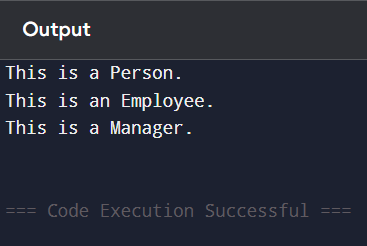 Output
This is a Person.
This is an Employee.
This is a Manager.
=== Code Execution Successful ===